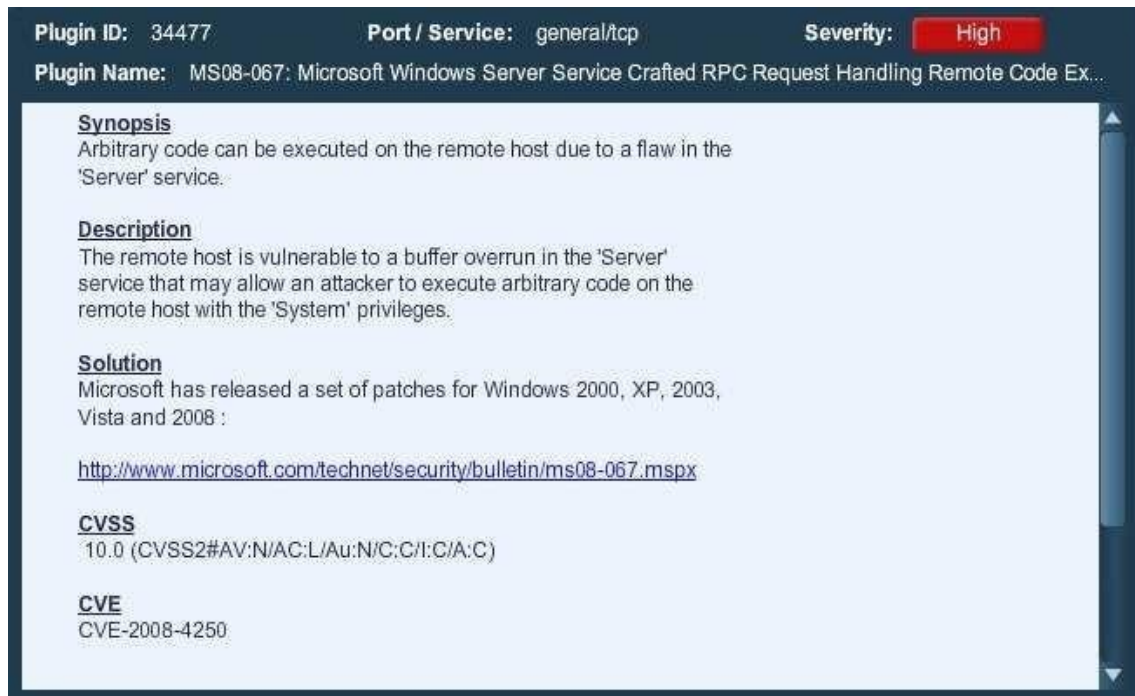 Plugin ID: 34477 Port / Service: general/tcp Severity: High
Plugin Name: MS08-067: Microsoft Windows Server Service Crafted RPC Request Handling Remote Code Ex...
Synopsis
Arbitrary code can be executed on the remote host due to a flaw in the
'Server' service.
Description
The remote host is vulnerable to a buffer overrun in the 'Server'
service that may allow an attacker to execute arbitrary code on the
remote host with the 'System' privileges.
Solution
Microsoft has released a set of patches for Windows 2000, XP, 2003,
Vista and 2008 :
http://www.microsoft.com/technet/security/bulletin/ms08-067.mspx
CVSS
10.0 (CVSS2#AV:N/AC:L/Au:N/C:C/I:C/A:C)
CVE
CVE-2008-4250